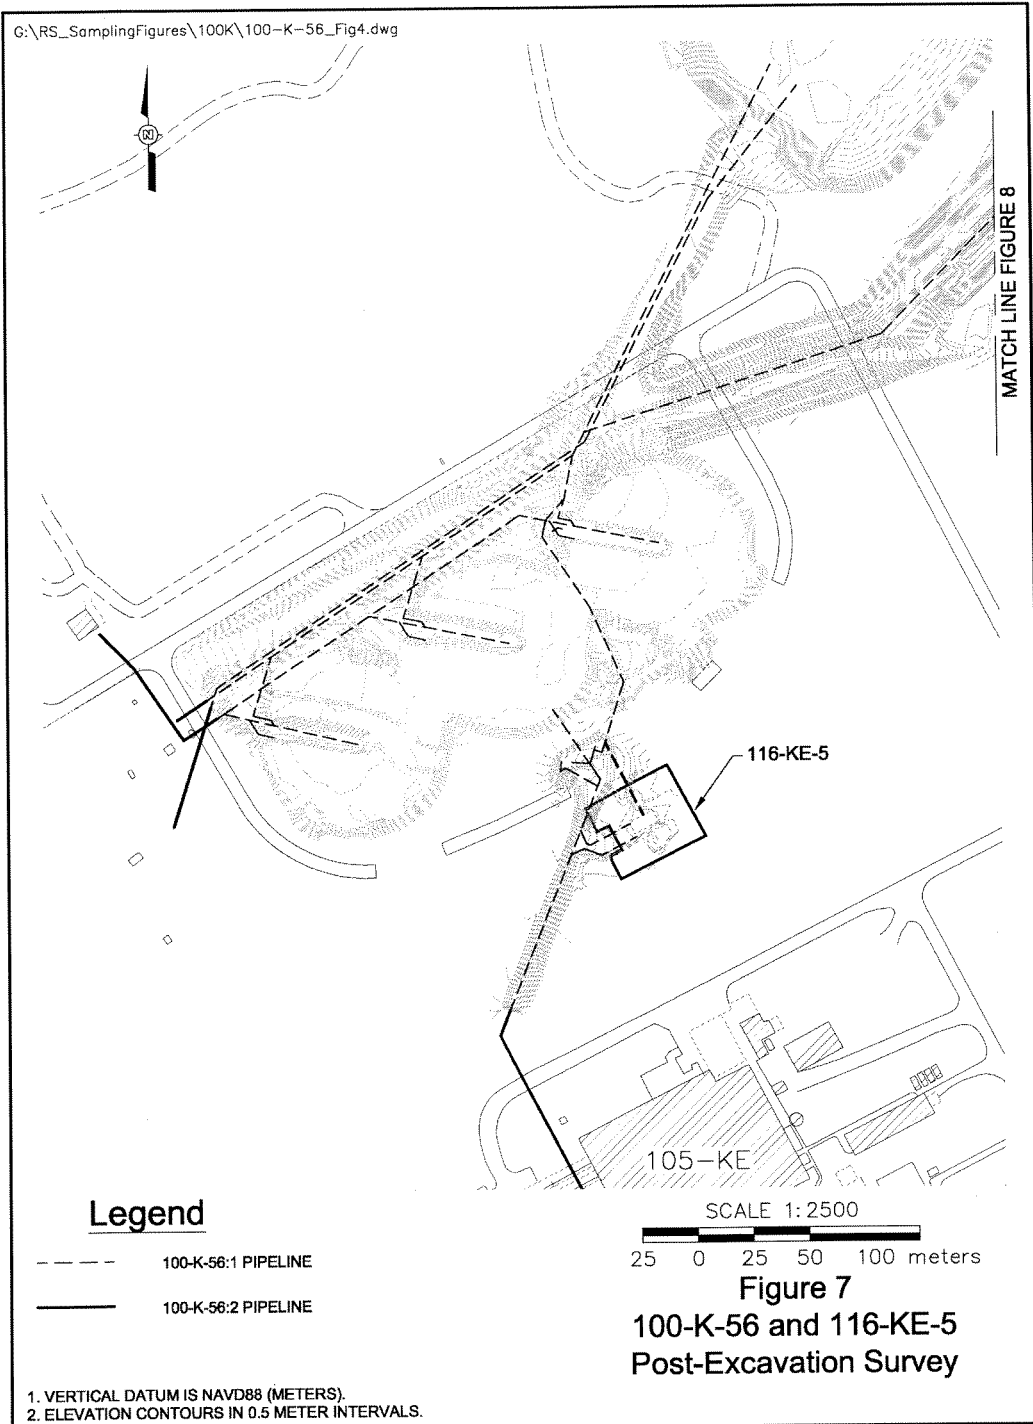 G:\RS_SamplingFigures\100K\100-K-56_Fig4.dwg
N
MATCH LINE FIGURE 8
116-KE-5
105-KE
Legend
100-K-56:1 PIPELINE
100-K-56:2 PIPELINE
SCALE 1:2500
25 0 25 50 100 meters
Figure 7
100-K-56 and 116-KE-5
Post-Excavation Survey
1. VERTICAL DATUM IS NAVD88 (METERS).
2. ELEVATION CONTOURS IN 0.5 METER INTERVALS.